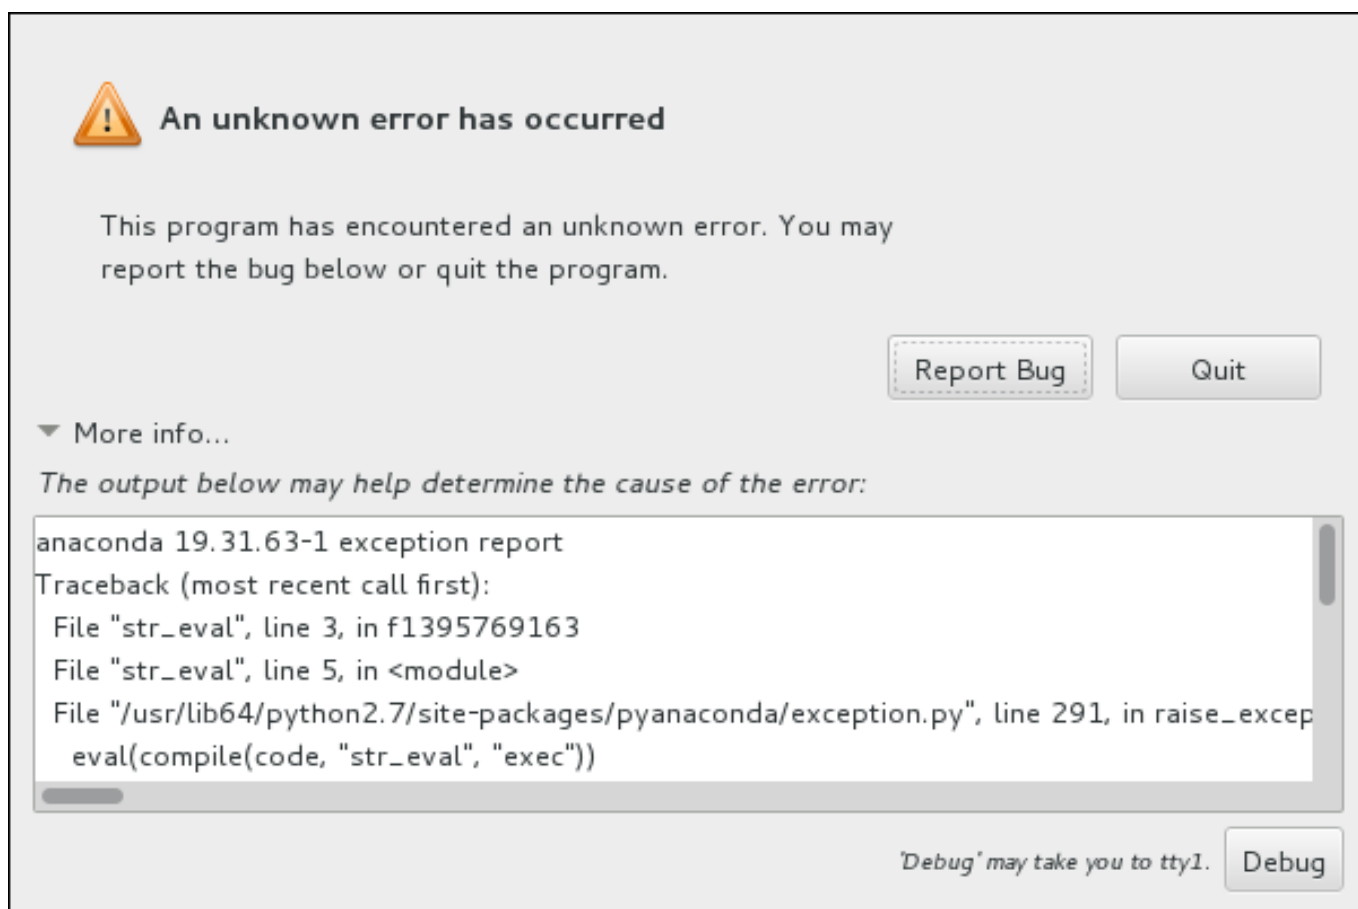 An unknown error has occurred
This program has encountered an unknown error. You may
report the bug below or quit the program.
Report Bug
Quit
More info...
The output below may help determine the cause of the error:
anaconda 19.31.63-1 exception report
Traceback (most recent call first):
File "str_eval", line 3, in f1395769163
File "str_eval", line 5, in <module>
File "/usr/lib64/python2.7/site-packages/pyanaconda/exception.py", line 291, in raise_excep
eval(compile(code, "str_eval", "exec"))
'Debug' may take you to tty1.
Debug